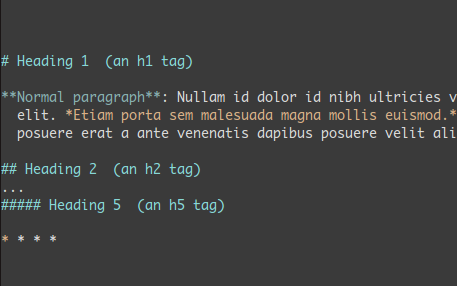 # Heading 1  (an h1 tag)
**Normal paragraph**: Nullam id dolor id nibh ultricies v
elit. *Etiam porta sem malesuada magna mollis euismod.*
posuere erat a ante venenatis dapibus posuere velit ali
## Heading 2  (an h2 tag)
...
##### Heading 5  (an h5 tag)
* * * *